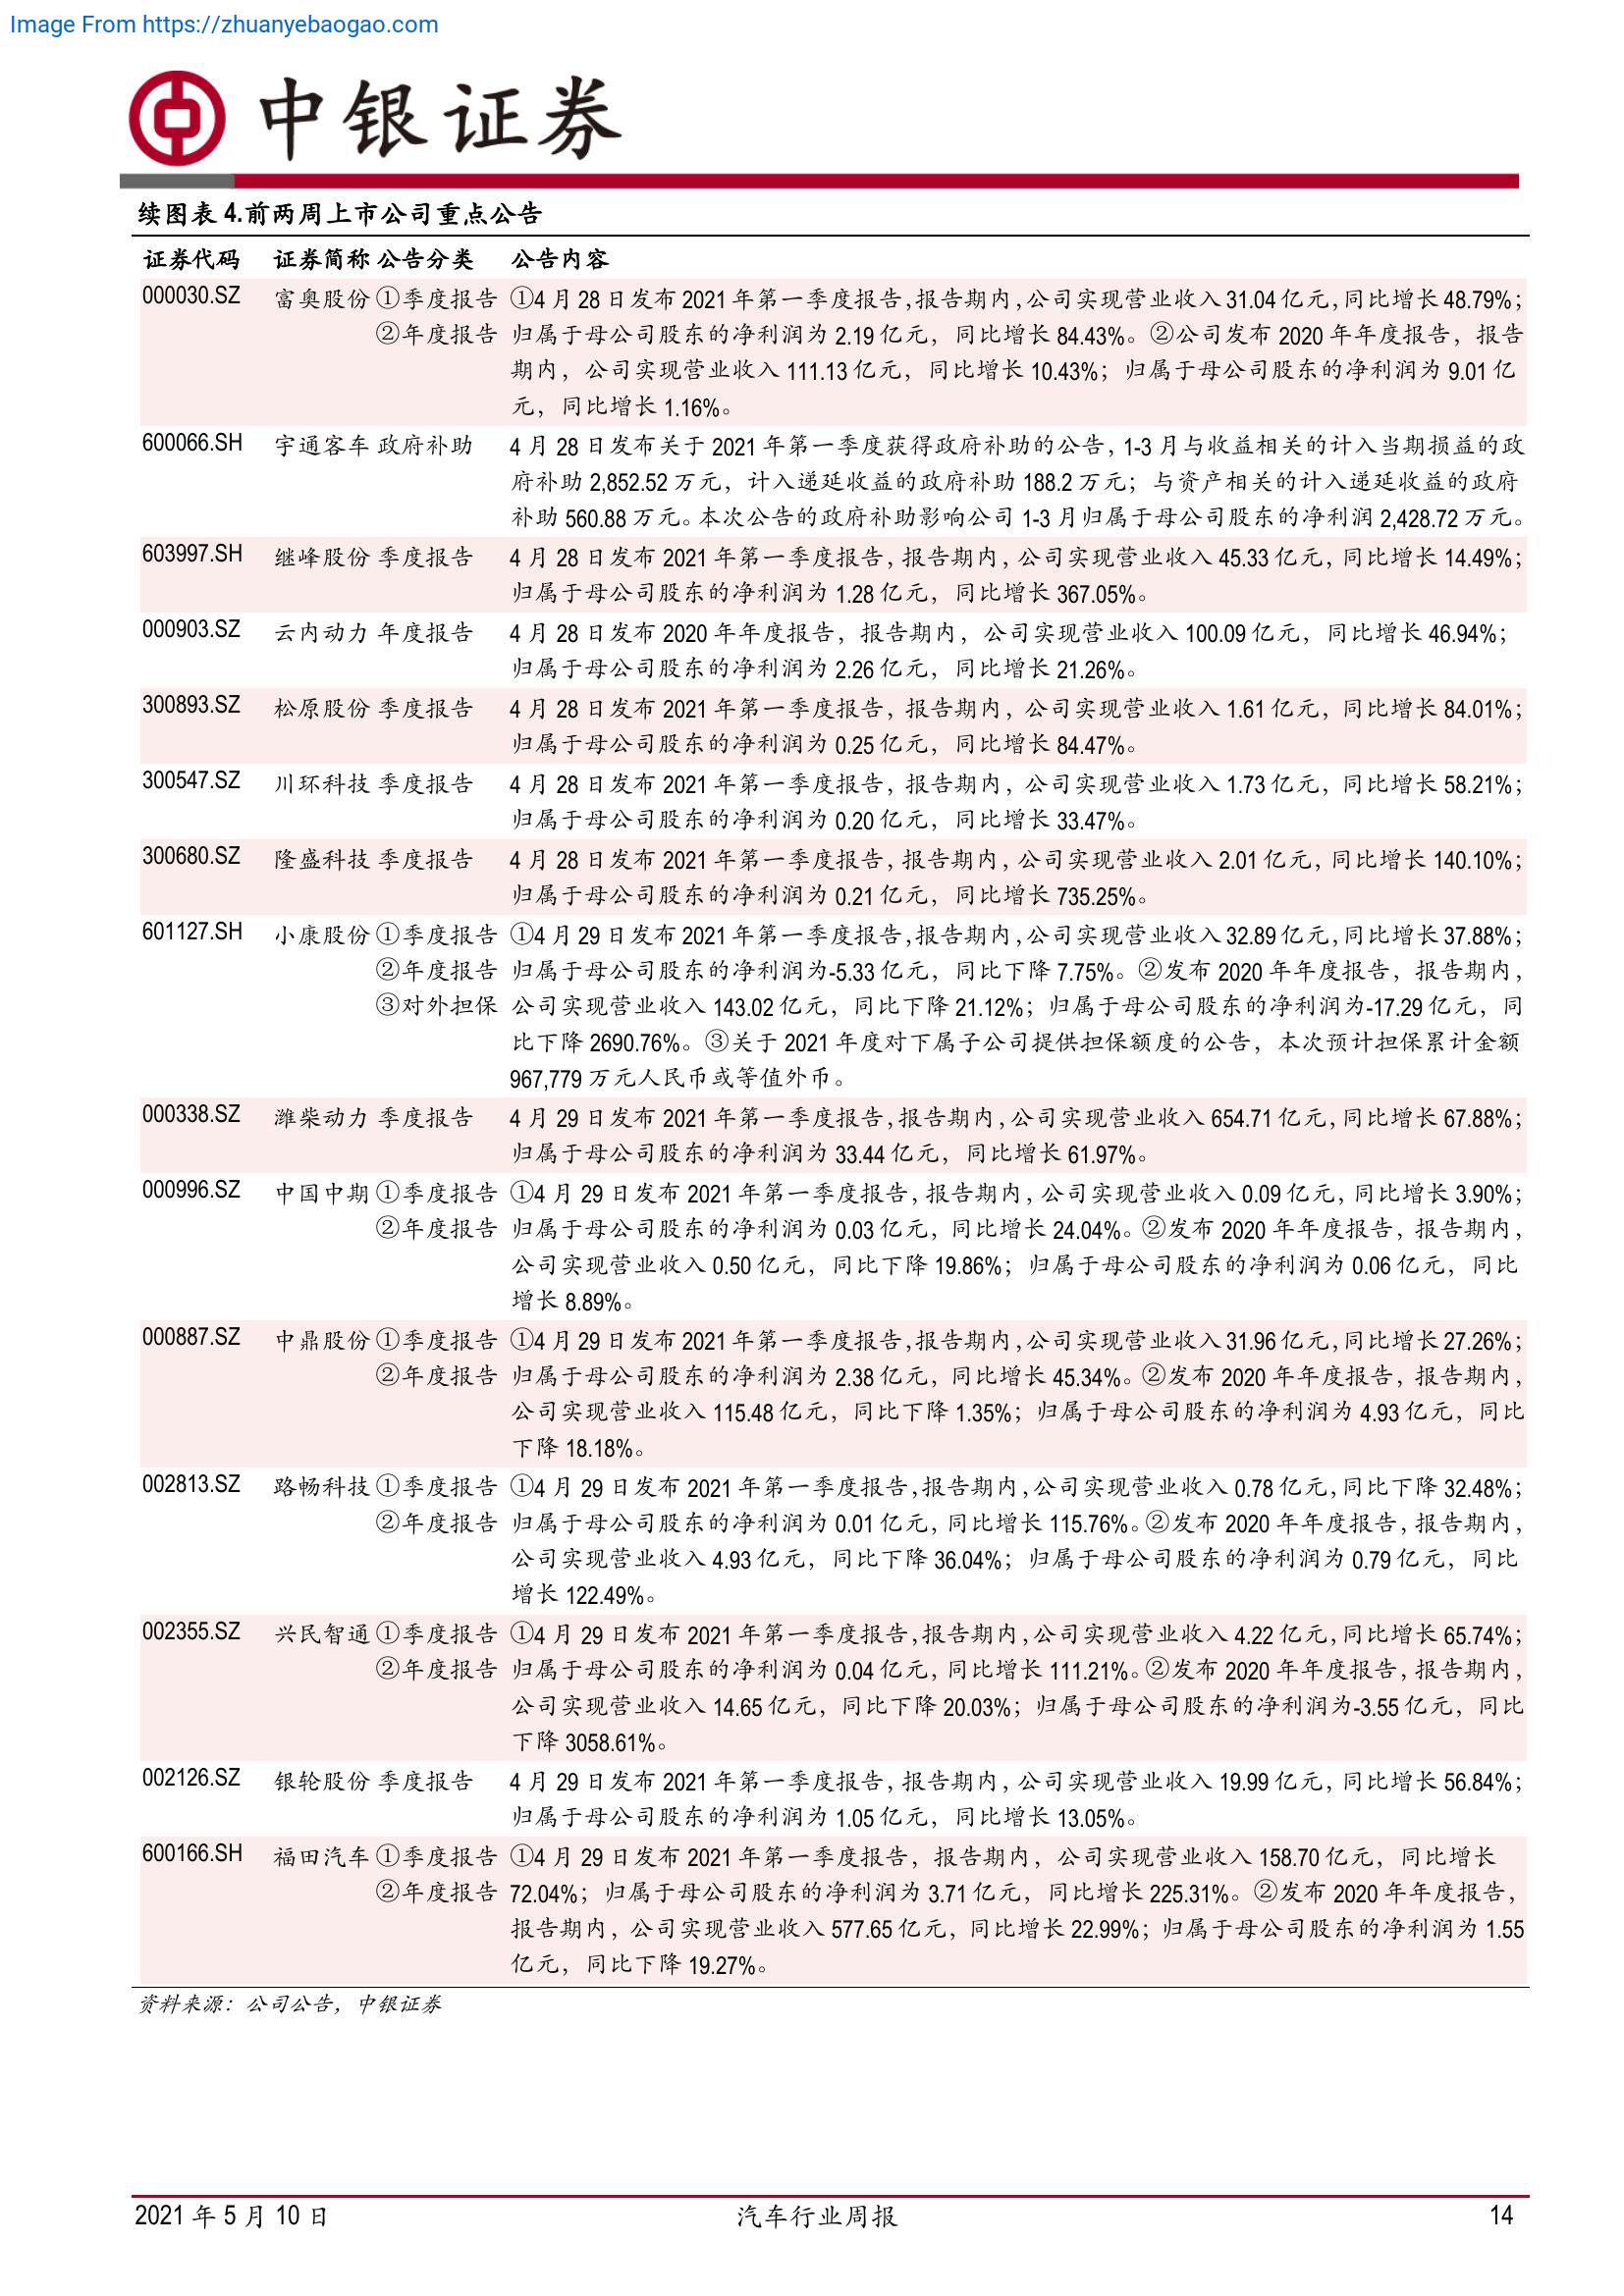 Image From https://zhuanyebaogao.com
中银证券
续图表 4.前两周上市公司重点公告
证券代码 证券简称 公告分类 公告内容
000030.SZ 富奥股份 ①季度报告 ①4 月 28 日发布 2021 年第一季度报告,报告期内,公司实现营业收入 31.04 亿元,同比增长 48.79%;
②年度报告 归属于母公司股东的净利润为 2.19 亿元，同比增长 84.43%。②公司发布 2020 年年度报告，报告
期内，公司实现营业收入 111.13 亿元，同比增长 10.43%；归属于母公司股东的净利润为 9.01 亿
元，同比增长 1.16%。
600066.SH 宇通客车 政府补助 4 月 28 日发布关于 2021 年第一季度获得政府补助的公告，1-3 月与收益相关的计入当期损益的政
府补助 2,852.52 万元，计入递延收益的政府补助 188.2 万元；与资产相关的计入递延收益的政府
补助 560.88 万元。本次公告的政府补助影响公司 1-3 月归属于母公司股东的净利润 2,428.72 万元。
603997.SH 继峰股份 季度报告 4 月 28 日发布 2021 年第一季度报告，报告期内，公司实现营业收入 45.33 亿元，同比增长 14.49%；
归属于母公司股东的净利润为 1.28 亿元，同比增长 367.05%。
000903.SZ 云内动力 年度报告 4 月 28 日发布 2020 年年度报告，报告期内，公司实现营业收入 100.09 亿元，同比增长 46.94%；
归属于母公司股东的净利润为 2.26 亿元，同比增长 21.26%。
300893.SZ 松原股份 季度报告 4 月 28 日发布 2021 年第一季度报告，报告期内，公司实现营业收入 1.61 亿元，同比增长 84.01%；
归属于母公司股东的净利润为 0.25 亿元，同比增长 84.47%。
300547.SZ 川环科技 季度报告 4 月 28 日发布 2021 年第一季度报告，报告期内，公司实现营业收入 1.73 亿元，同比增长 58.21%；
归属于母公司股东的净利润为 0.20 亿元，同比增长 33.47%。
300680.SZ 隆盛科技 季度报告 4 月 28 日发布 2021 年第一季度报告，报告期内，公司实现营业收入 2.01 亿元，同比增长 140.10%；
归属于母公司股东的净利润为 0.21 亿元，同比增长 735.25%。
601127.SH 小康股份 ①季度报告 ①4 月 29 日发布 2021 年第一季度报告,报告期内,公司实现营业收入 32.89 亿元,同比增长 37.88%;
②年度报告 归属于母公司股东的净利润为-5.33 亿元，同比下降 7.75%。②发布 2020 年年度报告，报告期内，
③对外担保 公司实现营业收入 143.02 亿元，同比下降 21.12%；归属于母公司股东的净利润为-17.29 亿元，同
比下降 2690.76%。③关于 2021 年度对下属子公司提供担保额度的公告，本次预计担保累计金额
967,779 万元人民币或等值外币。
000338.SZ 潍柴动力 季度报告 4 月 29 日发布 2021 年第一季度报告,报告期内,公司实现营业收入 654.71 亿元,同比增长 67.88%;
归属于母公司股东的净利润为 33.44 亿元，同比增长 61.97%。
000996.SZ 中国中期 ①季度报告 ①4 月 29 日发布 2021 年第一季度报告，报告期内，公司实现营业收入 0.09 亿元，同比增长 3.90%；
②年度报告 归属于母公司股东的净利润为 0.03 亿元，同比增长 24.04%。②发布 2020 年年度报告，报告期内，
公司实现营业收入 0.50 亿元，同比下降 19.86%；归属于母公司股东的净利润为 0.06 亿元，同比
增长 8.89%。
000887.SZ 中鼎股份 ①季度报告 ①4 月 29 日发布 2021 年第一季度报告,报告期内,公司实现营业收入 31.96 亿元,同比增长 27.26%;
②年度报告 归属于母公司股东的净利润为 2.38 亿元，同比增长 45.34%。②发布 2020 年年度报告，报告期内，
公司实现营业收入 115.48 亿元，同比下降 1.35%；归属于母公司股东的净利润为 4.93 亿元，同比
下降 18.18%。
002813.SZ 路畅科技 ①季度报告 ①4 月 29 日发布 2021 年第一季度报告,报告期内,公司实现营业收入 0.78 亿元,同比下降 32.48%;
②年度报告 归属于母公司股东的净利润为 0.01 亿元，同比增长 115.76%。②发布 2020 年年度报告，报告期内，
公司实现营业收入 4.93 亿元，同比下降 36.04%；归属于母公司股东的净利润为 0.79 亿元，同比
增长 122.49%。
002355.SZ 兴民智通 ①季度报告 ①4 月 29 日发布 2021 年第一季度报告,报告期内,公司实现营业收入 4.22 亿元,同比增长 65.74%;
②年度报告 归属于母公司股东的净利润为 0.04 亿元，同比增长 111.21%。②发布 2020 年年度报告，报告期内，
公司实现营业收入 14.65 亿元，同比下降 20.03%；归属于母公司股东的净利润为-3.55 亿元，同比
下降 3058.61%。
002126.SZ 银轮股份 季度报告 4 月 29 日发布 2021 年第一季度报告，报告期内，公司实现营业收入 19.99 亿元，同比增长 56.84%；
归属于母公司股东的净利润为 1.05 亿元，同比增长 13.05%。
600166.SH 福田汽车 ①季度报告 ①4 月 29 日发布 2021 年第一季度报告，报告期内，公司实现营业收入 158.70 亿元，同比增长
②年度报告 72.04%；归属于母公司股东的净利润为 3.71 亿元，同比增长 225.31%。②发布 2020 年年度报告，
报告期内，公司实现营业收入 577.65 亿元，同比增长 22.99%；归属于母公司股东的净利润为 1.55
亿元，同比下降 19.27%。
资料来源：公司公告，中银证券
2021 年 5 月 10 日 汽车行业周报 14